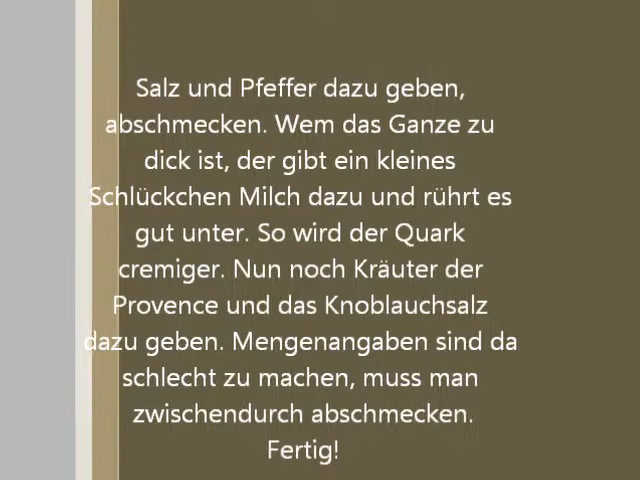 Salz und Pfeffer dazu geben,
abschmecken. Wem das Ganze zu
dick ist, der gibt ein kleines
Schlückchen Milch dazu und rührt es
gut unter. So wird der Quark
cremiger. Nun noch Kräuter der
Provence und das Knoblauchsalz
dazu geben. Mengenangaben sind da
schlecht zu machen, muss man
zwischendurch abschmecken.
Fertig!